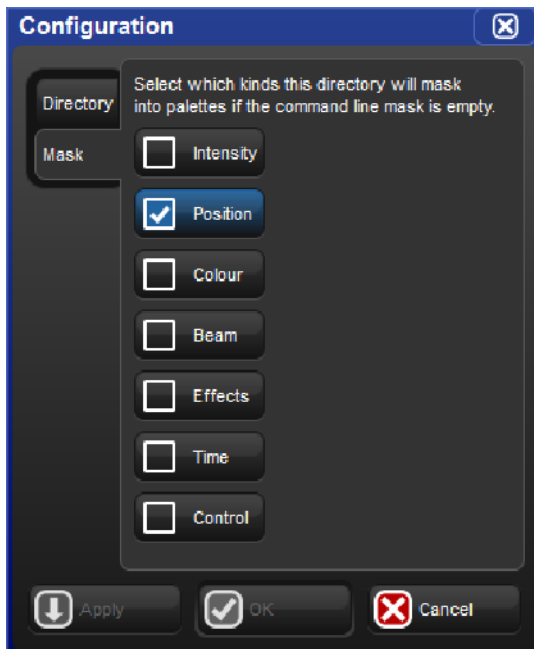 Configuration
Directory
Mask
Select which kinds this directory will mask
into palettes if the command line mask is empty.
Intensity
Position
Colour
Beam
Effects
Time
Control
Apply
OK
Cancel